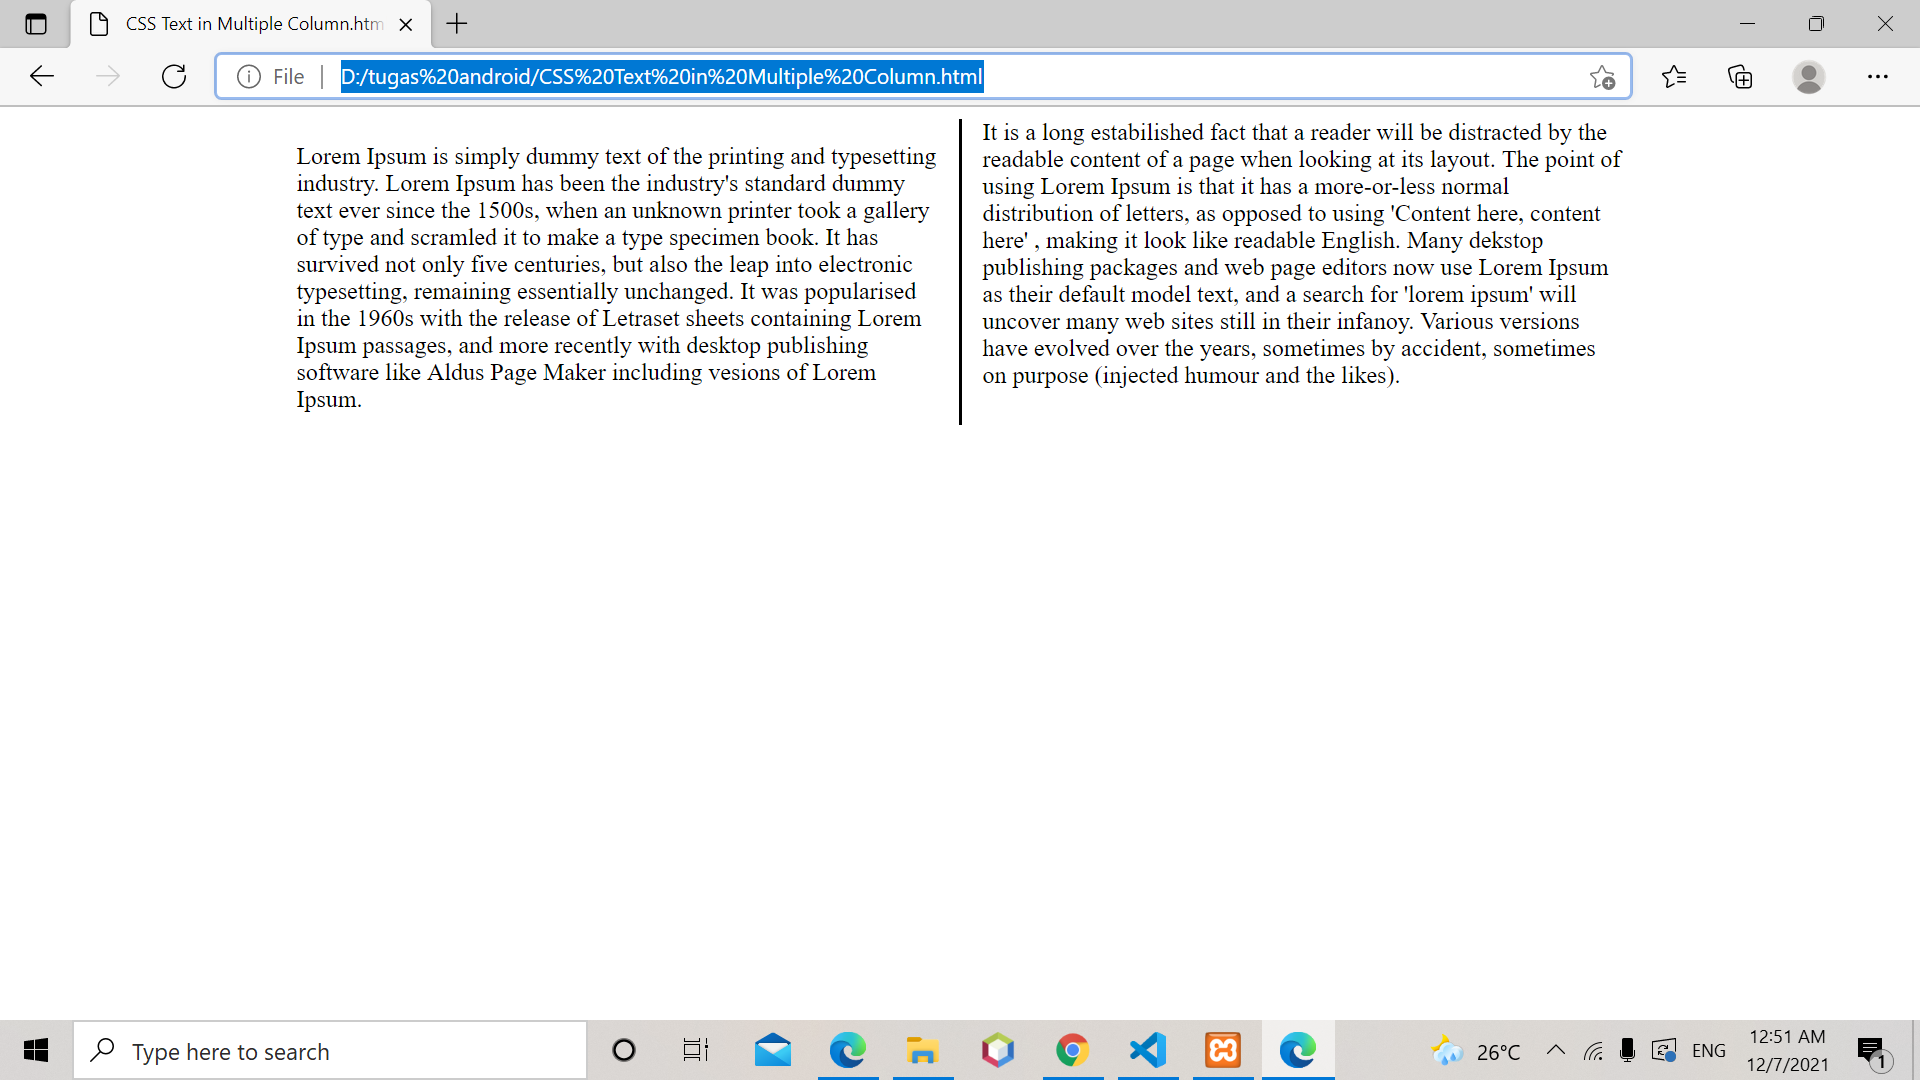 CSS Text in Multiple Column.htm
File
D:/tugas%20android/CSS%20Text%20in%20Multiple%20Column.html
Lorem Ipsum is simply dummy text of the printing and typesetting
industry. Lorem Ipsum has been the industry's standard dummy
text ever since the 1500s, when an unknown printer took a gallery
of type and scramled it to make a type specimen book. It has
survived not only five centuries, but also the leap into electronic
typesetting, remaining essentially unchanged. It was popularised
in the 1960s with the release of Letraset sheets containing Lorem
Ipsum passages, and more recently with desktop publishing
software like Aldus Page Maker including vesions of Lorem
Ipsum.
It is a long estabilished fact that a reader will be distracted by the
readable content of a page when looking at its layout. The point of
using Lorem Ipsum is that it has a more-or-less normal
distribution of letters, as opposed to using 'Content here, content
here' , making it look like readable English. Many dekstop
publishing packages and web page editors now use Lorem Ipsum
as their default model text, and a search for 'lorem ipsum' will
uncover many web sites still in their infanoy. Various versions
have evolved over the years, sometimes by accident, sometimes
on purpose (injected humour and the likes).
Type here to search
26°C
ENG
12:51 AM
12/7/2021
1